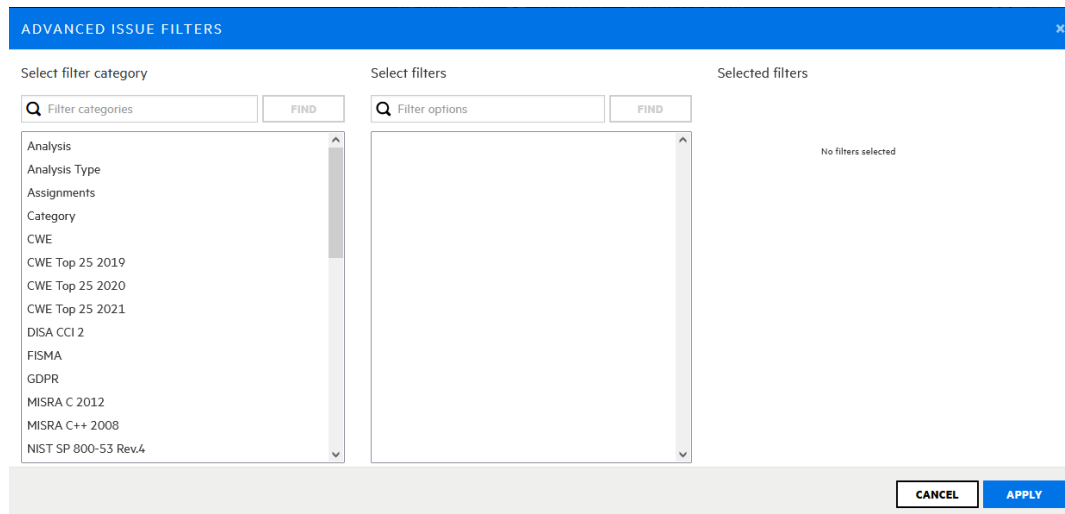 ADVANCED ISSUE FILTERS
x
Select filter category
Select filters
Selected filters
Filter categories
FIND
Filter options
FIND
No filters selected
Analysis
Analysis Type
Assignments
Category
CWE
CWE Top 25 2019
CWE Top 25 2020
CWE Top 25 2021
DISA CCI 2
FISMA
GDPR
MISRA C 2012
MISRA C++ 2008
NIST SP 800-53 Rev.4
CANCEL
APPLY